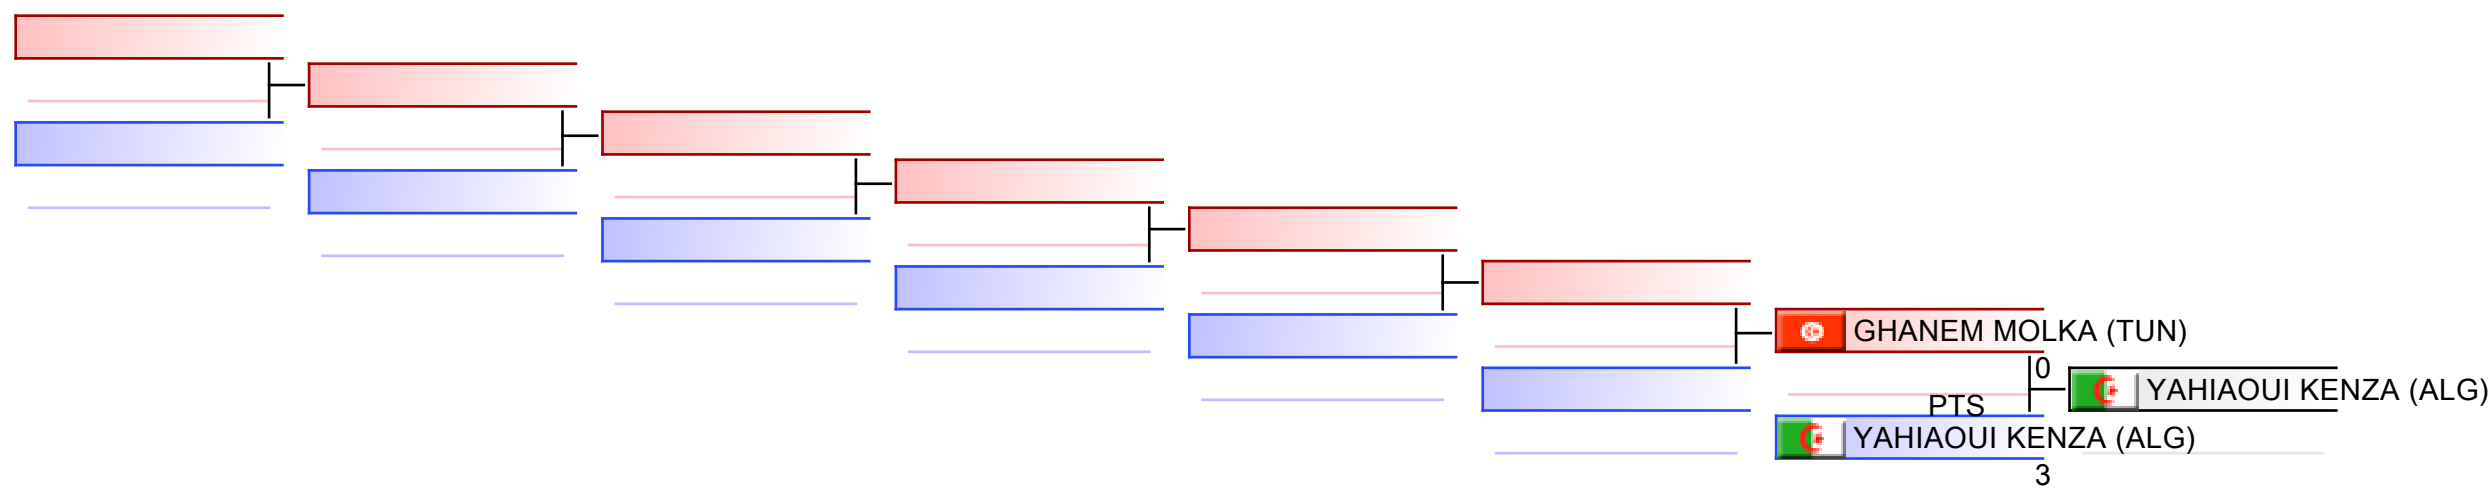 GHANEM MOLKA (TUN)
0
YAHIAOUI KENZA (ALG)
PTS
YAHIAOUI KENZA (ALG)
3